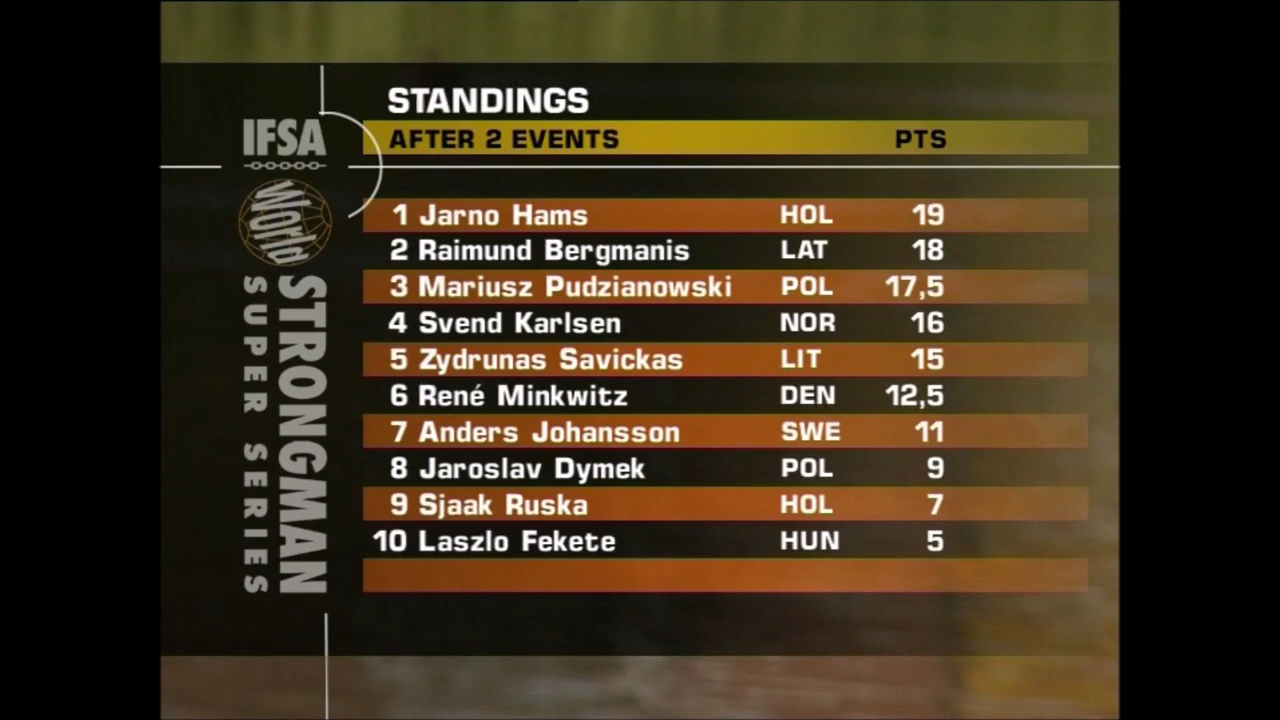 STANDINGS
AFTER 2 EVENTS PTS
IFSA
World
STRONGMAN
SUPER SERIES
1 Jarno Hams HOL 19
2 Raimund Bergmanis LAT 18
3 Mariusz Pudzianowski POL 17,5
4 Svend Karlsen NOR 16
5 Zydrunas Savickas LIT 15
6 René Minkwitz DEN 12,5
7 Anders Johansson SWE 11
8 Jaroslav Dymek POL 9
9 Sjaak Ruska HOL 7
10 Laszlo Fekete HUN 5